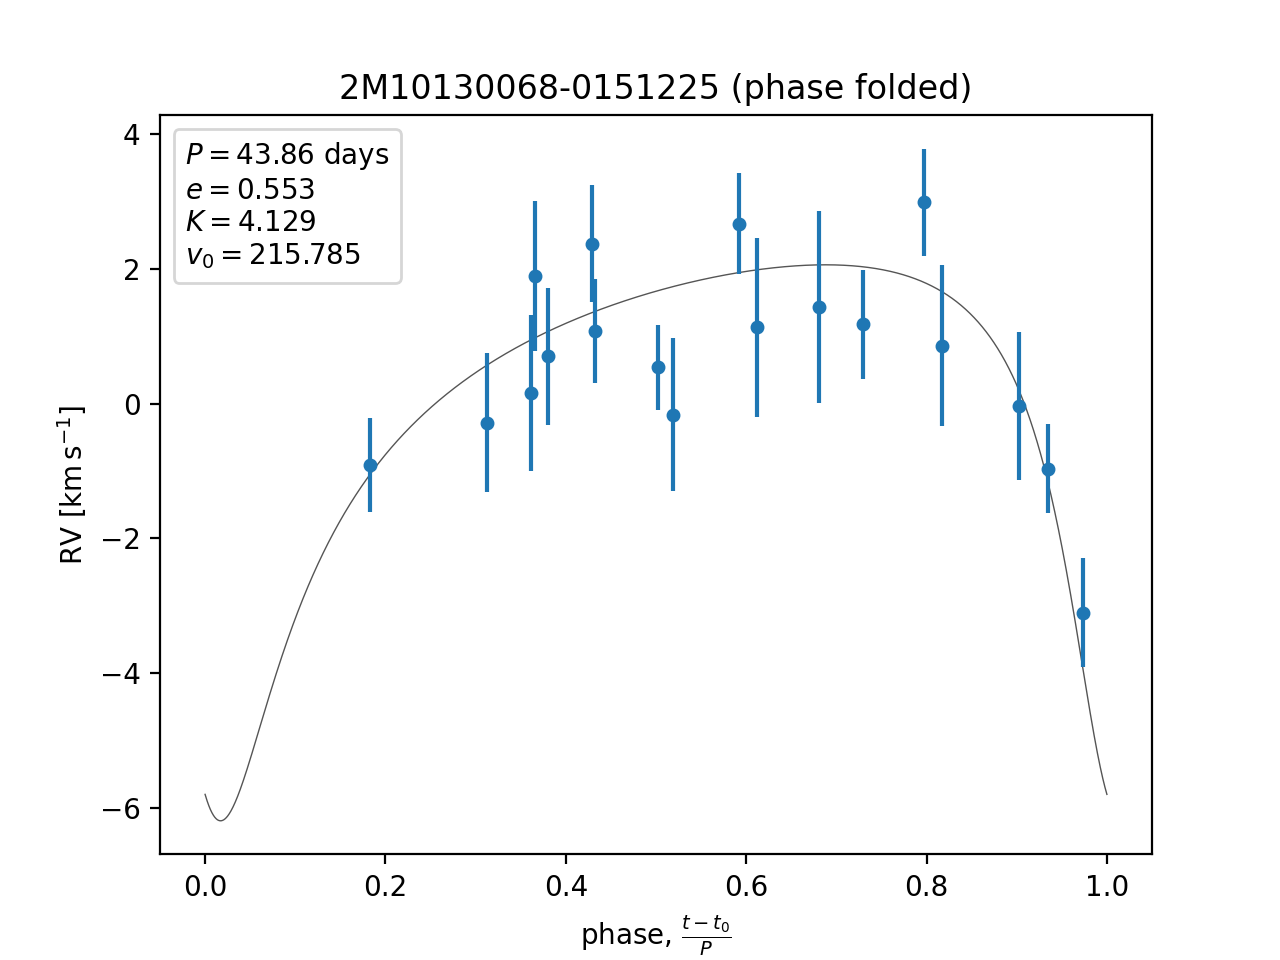 2M10130068-0151225 (phase folded)
P = 43.86 days
e = 0.553
K = 4.129
v₀ = 215.785
4
2
0
−2
−4
−6
RV [km s⁻¹]
0.0 0.2 0.4 0.6 0.8 1.0
phase, (t − t₀)/P